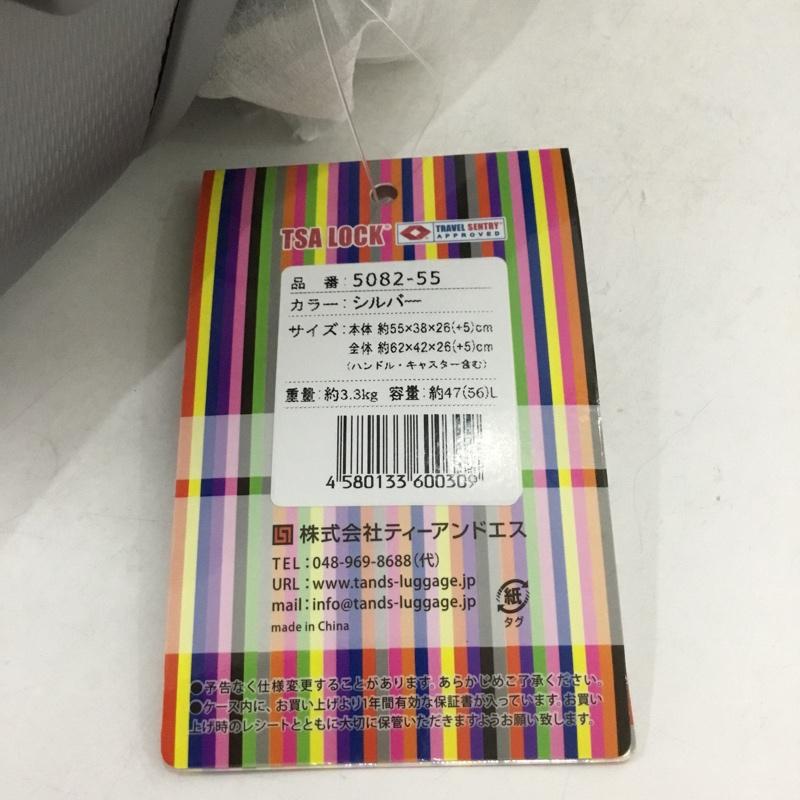 TSA LOCK®
TRAVEL SENTRY®
APPROVED
品 番:5082-55
カラー:シルバー
サイズ:本体 約55×38×26(+5)cm
全体 約62×42×26(+5)cm
(ハンドル・キャスター含む)
重量:約3.3kg 容量:約47(56)L
4 580133 600309
株式会社ティーアンドエス
TEL:048-969-8688(代)
URL:www.tands-luggage.jp
mail:info@tands-luggage.jp
made in China
紙
タグ
●予告なく仕様変更することがあります。あらかじめご了承ください。
●ケース内に、お買い上げより1年間有効な保証書が入っています。お買い
上げ時のレシートとともに大切に保管いただきますようお願い致します。